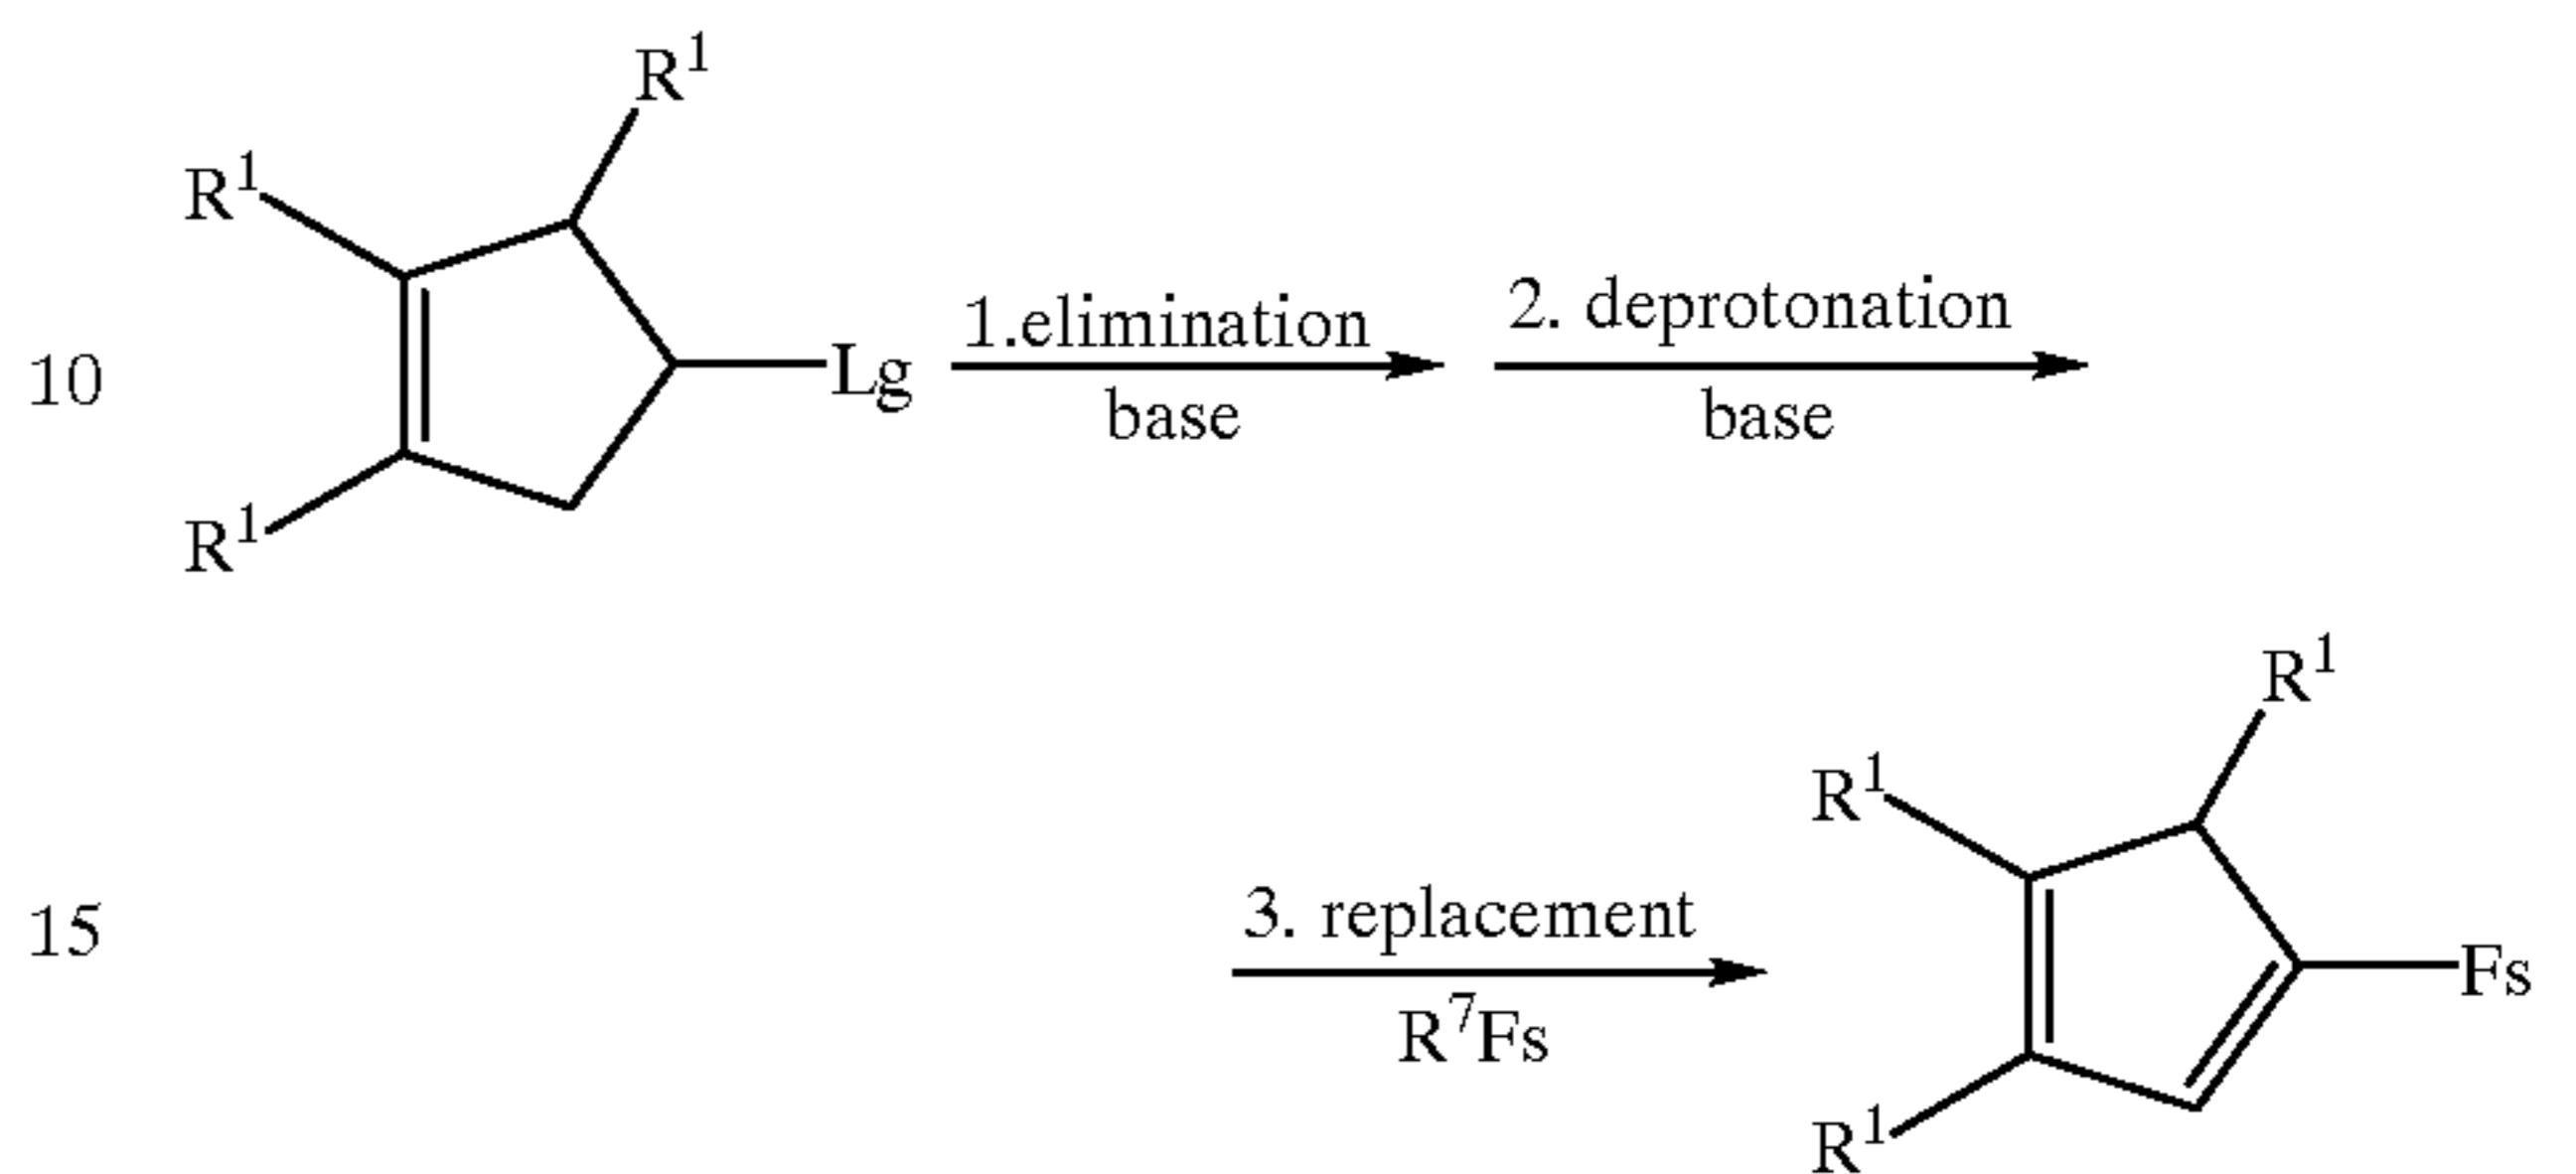 R¹
R¹
10
Lg
1.elimination
base
2. deprotonation
base
R¹
R¹
R¹
15
3. replacement
R⁷Fs
Fs
R¹